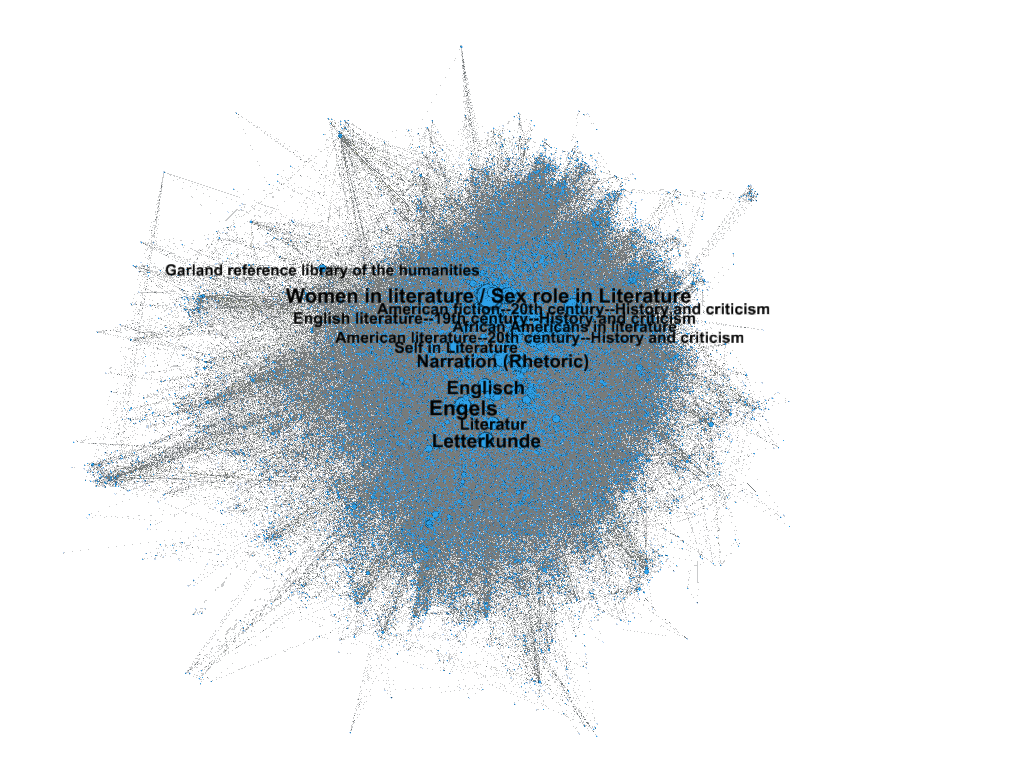 Garland reference library of the humanities
Women in literature / Sex role in Literature
American fiction--20th century--History and criticism
English literature--19th century--History and criticism
African Americans in literature
American literature--20th century--History and criticism
Self in Literature
Narration (Rhetoric)
Englisch
Engels
Literatur
Letterkunde